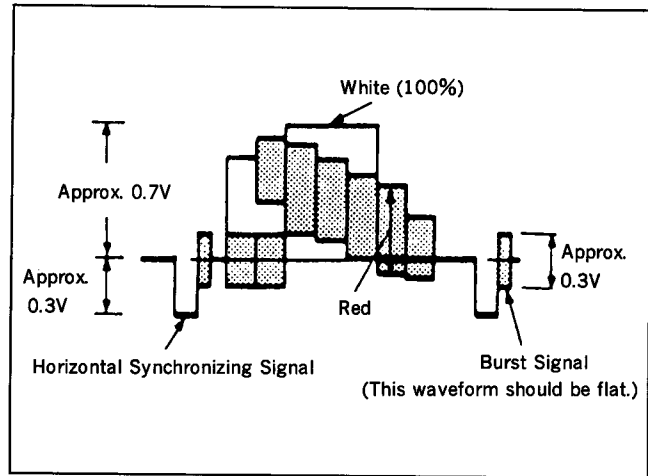 White (100%)
Approx. 0.7V
Approx.
0.3V
Approx.
0.3V
Red
Horizontal Synchronizing Signal
Burst Signal
(This waveform should be flat.)